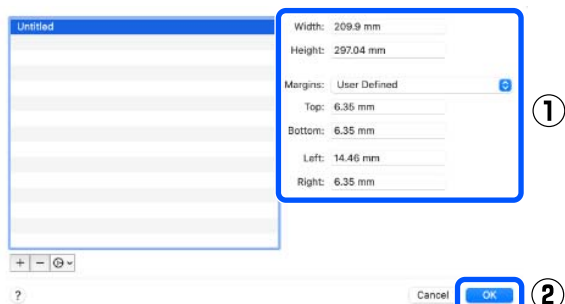 Untitled
Width: 209.9 mm
Height: 297.04 mm
Margins: User Defined
Top: 6.35 mm
Bottom: 6.35 mm
Left: 14.46 mm
Right: 6.35 mm
①
+ −
?
Cancel OK
②